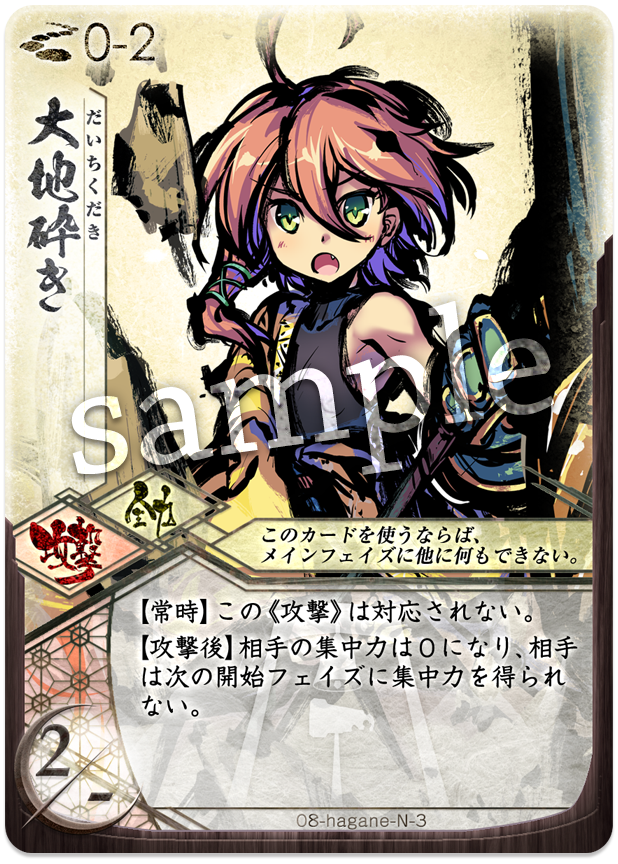 0-2
大地砕き
だいちくだき
sample
攻撃
全力
このカードを使うならば、
メインフェイズに他に何もできない。
【常時】この《攻撃》は対応されない。
【攻撃後】相手の集中力は0になり、相手
は次の開始フェイズに集中力を得られ
ない。
2/-
08-hagane-N-3